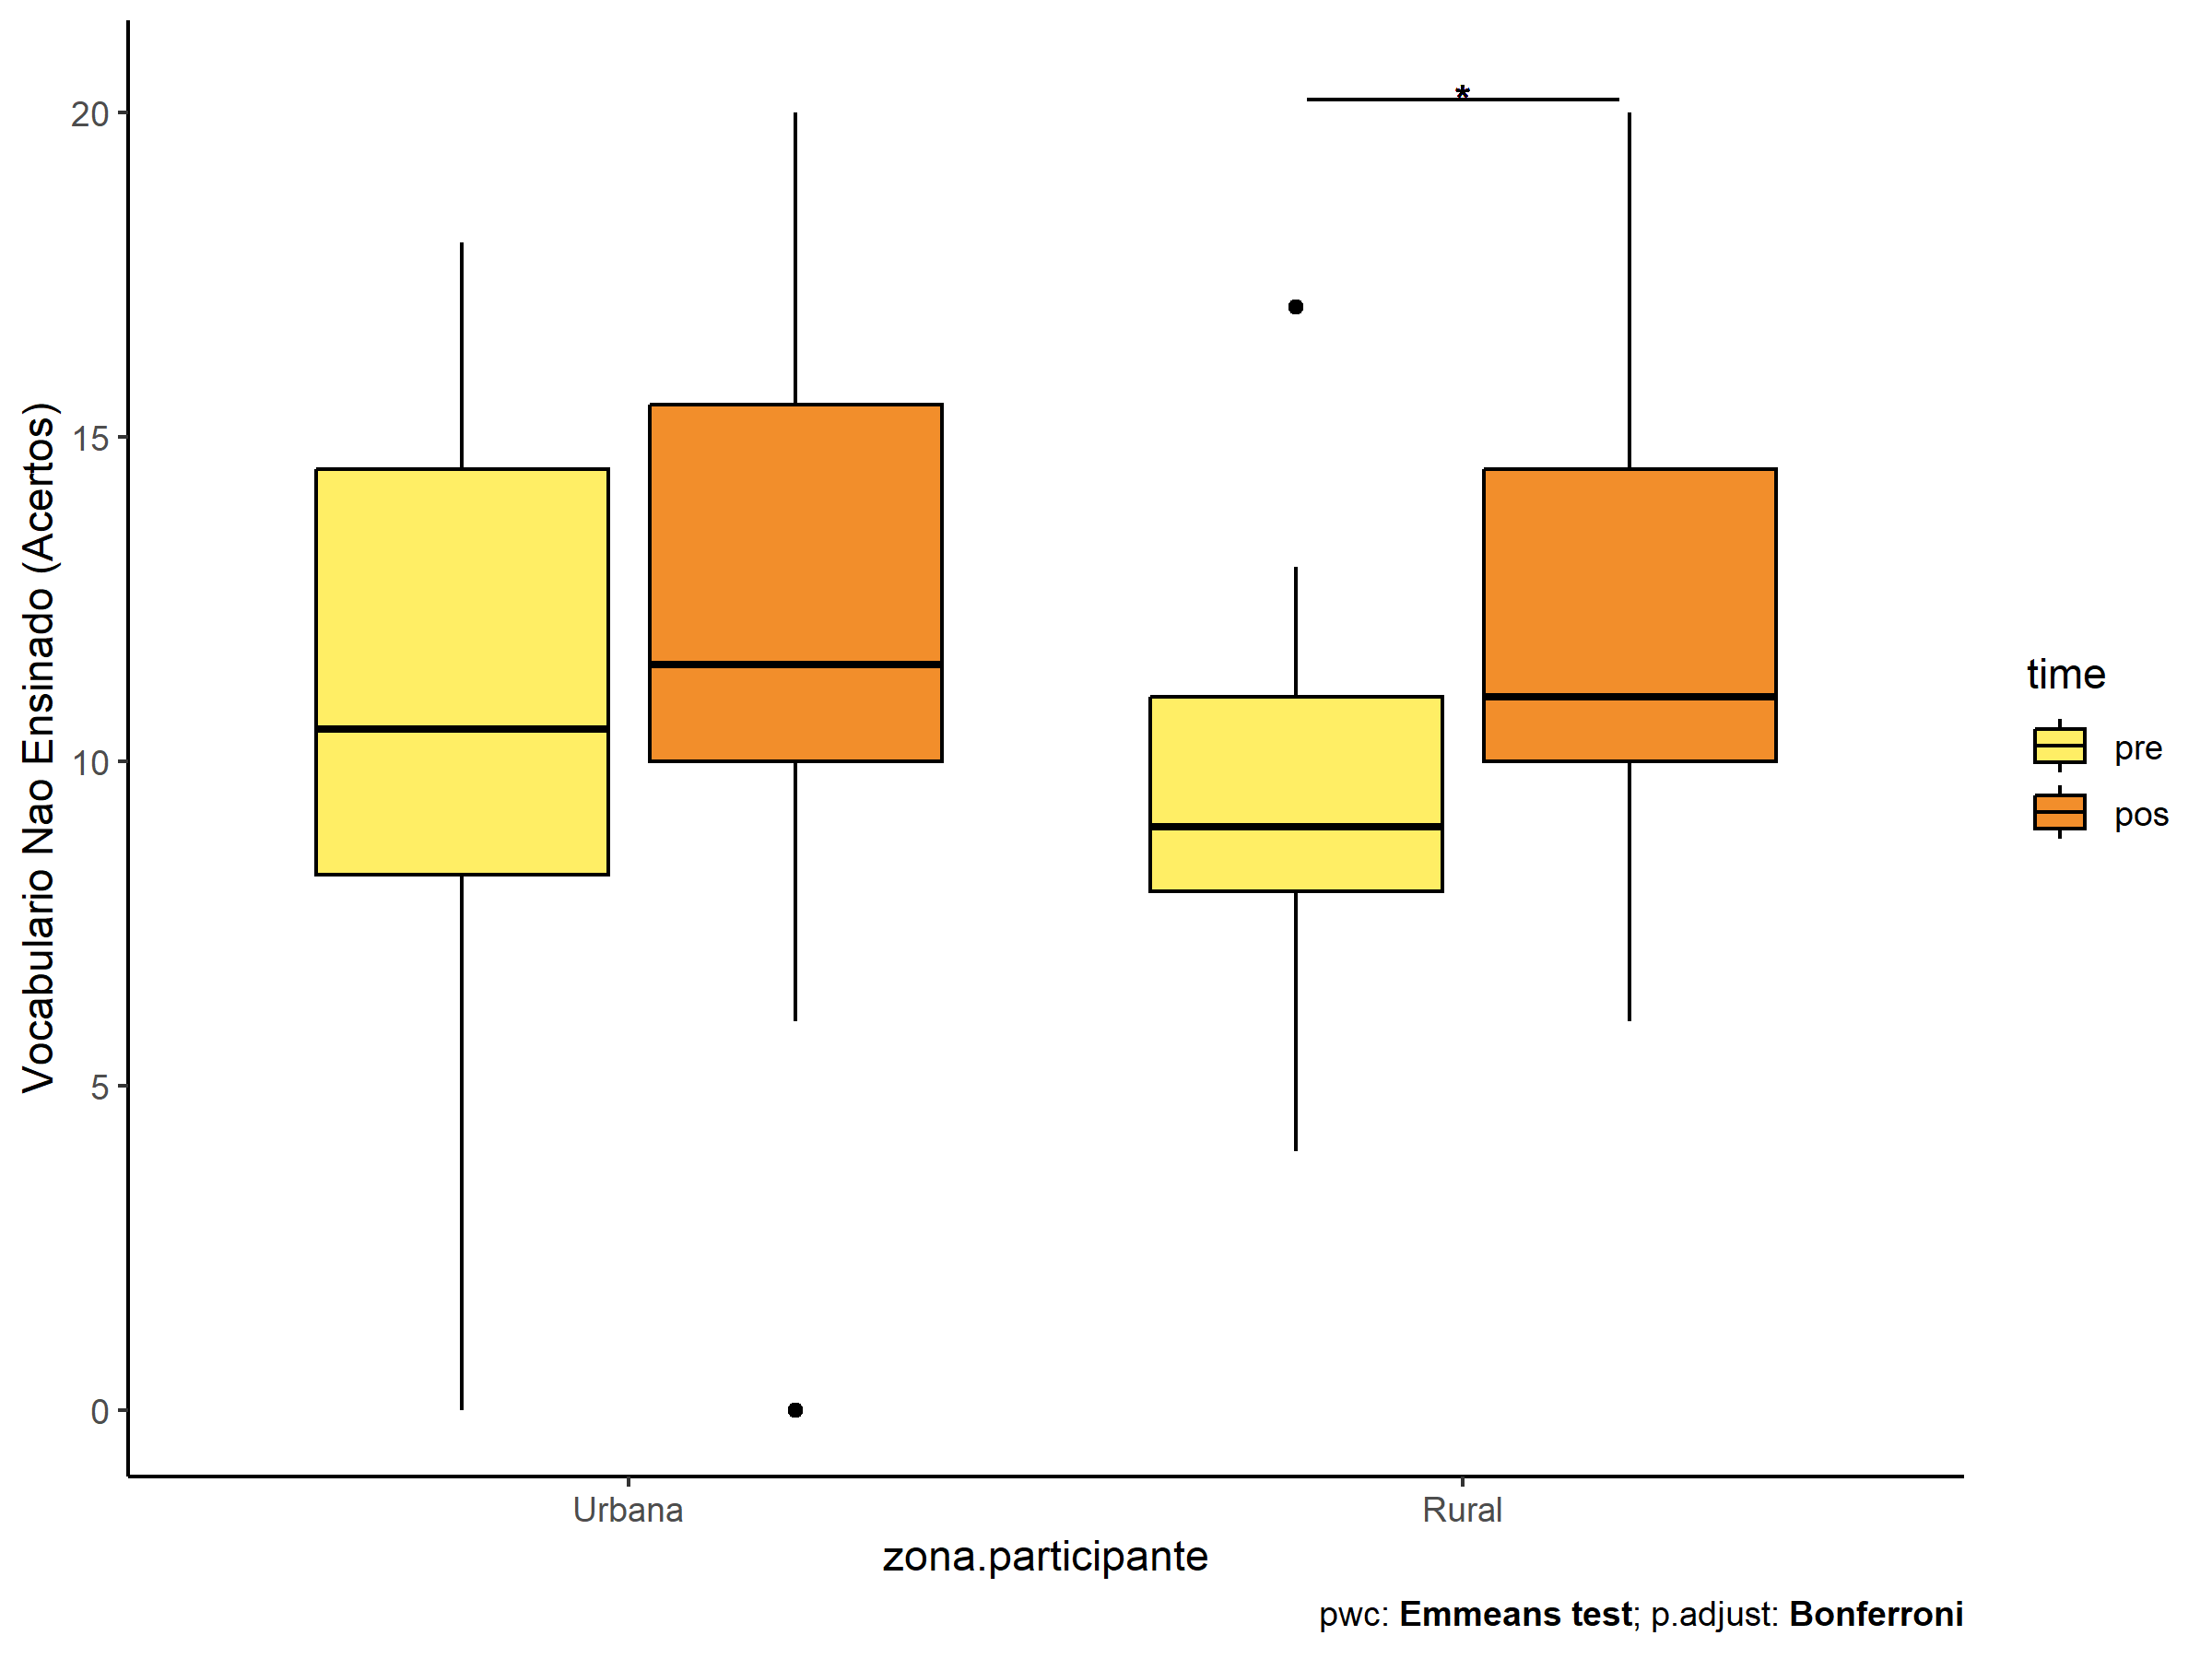 Vocabulario Nao Ensinado (Acertos)
20
15
10
5
0
*
Urbana
Rural
zona.participante
time
pre
pos
pwc: Emmeans test; p.adjust: Bonferroni